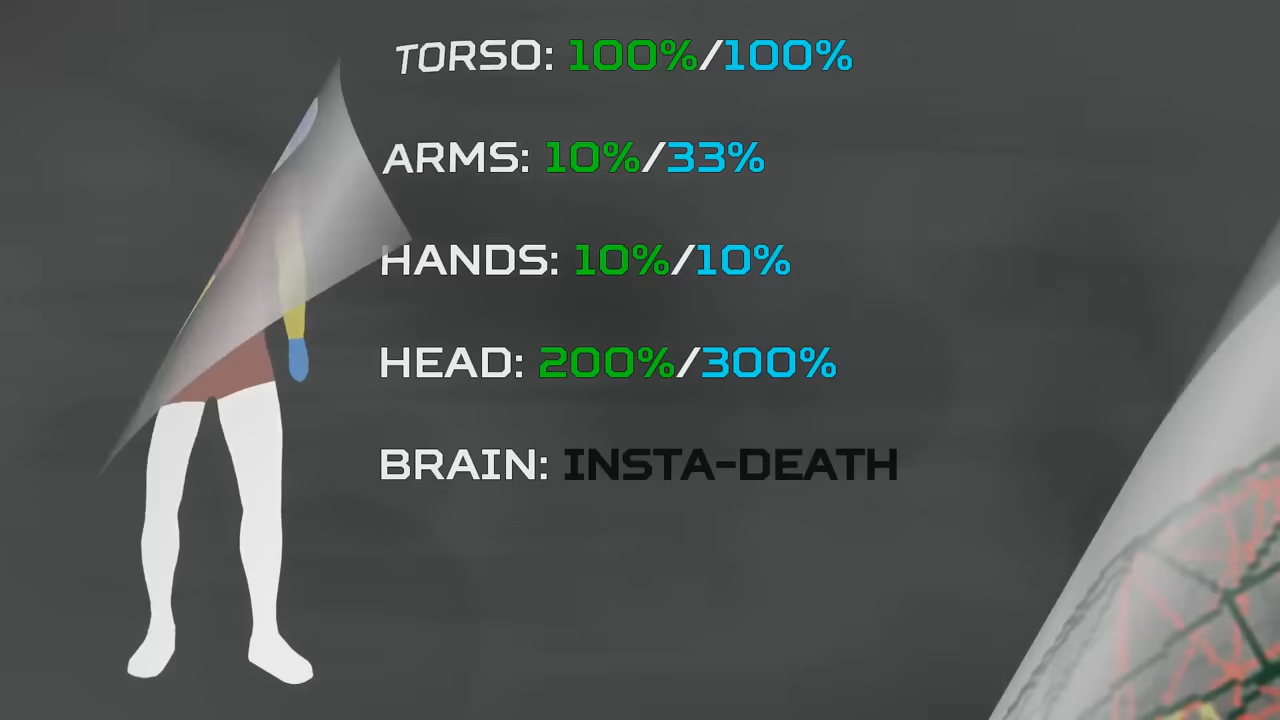 TORSO: 100%/100%
ARMS: 10%/33%
HANDS: 10%/10%
HEAD: 200%/300%
BRAIN: INSTA-DEATH